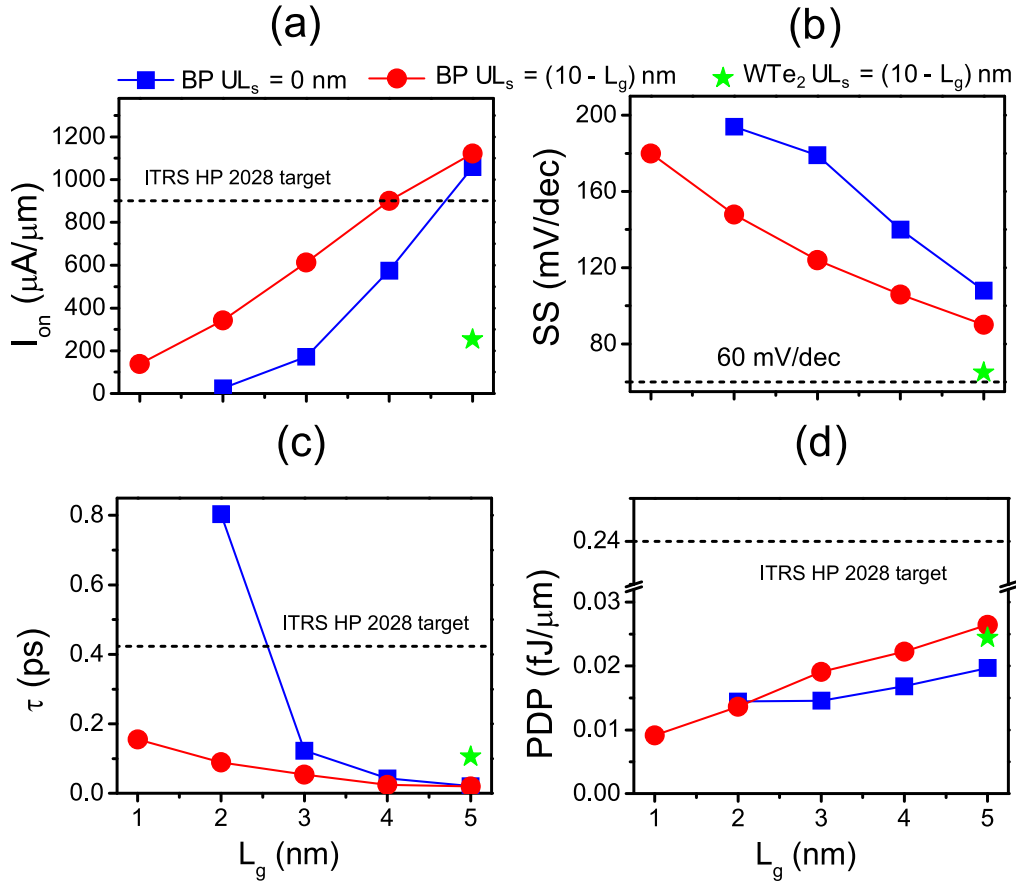 (a)
(b)
BP ULs = 0 nm
BP ULs = (10 - Lg) nm
WTe2 ULs = (10 - Lg) nm
1200
1000
800
600
400
200
0
Ion (μA/μm)
ITRS HP 2028 target
200
160
120
80
SS (mV/dec)
60 mV/dec
(c)
(d)
0.8
0.6
0.4
0.2
0.0
τ (ps)
ITRS HP 2028 target
1 2 3 4 5
Lg (nm)
0.24
0.03
0.02
0.01
0.00
PDP (fJ/μm)
ITRS HP 2028 target
1 2 3 4 5
Lg (nm)